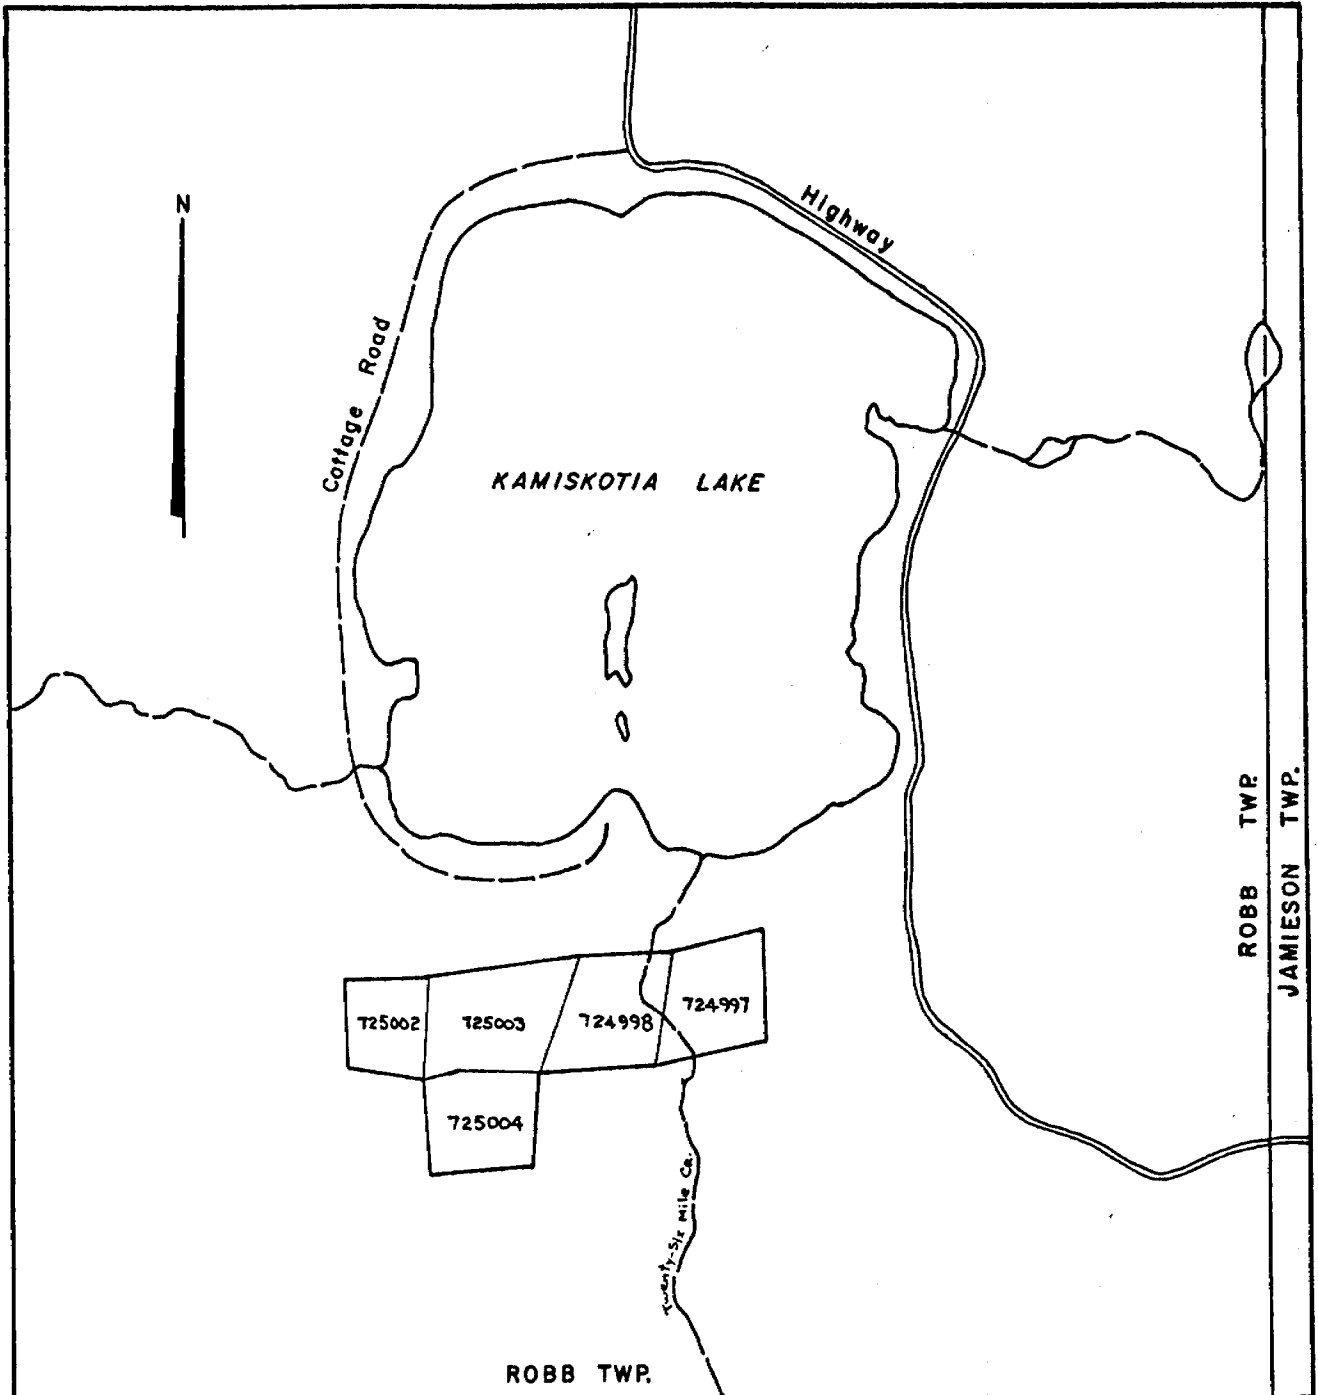 N
Highway
Cottage Road
KAMISKOTIA LAKE
ROBB TWP.
JAMIESON TWP.
725002
725003
724998
724997
725004
Twenty-Six Mile Cr.
ROBB TWP.